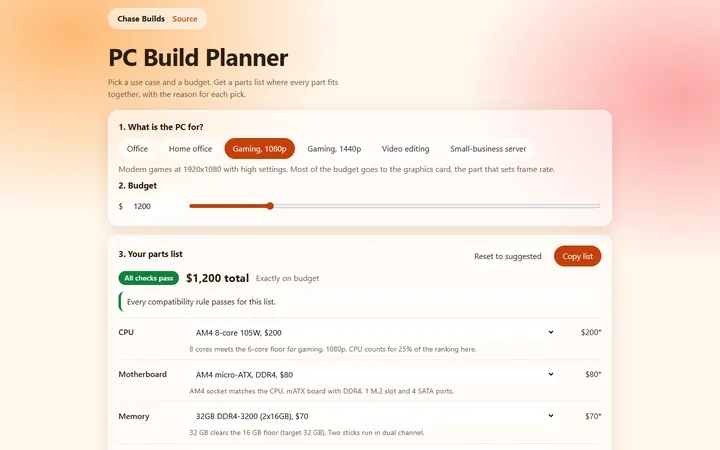 Chase Builds Source
PC Build Planner
Pick a use case and a budget. Get a parts list where every part fits
together, with the reason for each pick.
1. What is the PC for?
Office Home office Gaming, 1080p Gaming, 1440p Video editing Small-business server
Modern games at 1920x1080 with high settings. Most of the budget goes to the graphics card, the part that sets frame rate.
2. Budget
$ 1200
3. Your parts list
Reset to suggested Copy list
All checks pass $1,200 total Exactly on budget
Every compatibility rule passes for this list.
CPU AM4 8-core 105W, $200 $200*
8 cores meets the 6-core floor for gaming, 1080p. CPU counts for 25% of the ranking here.
Motherboard AM4 micro-ATX, DDR4, $80 $80*
AM4 socket matches the CPU. mATX board with DDR4. 1 M.2 slot and 4 SATA ports.
Memory 32GB DDR4-3200 (2x16GB), $70 $70*
32 GB clears the 16 GB floor (target 32 GB). Two sticks run in dual channel.